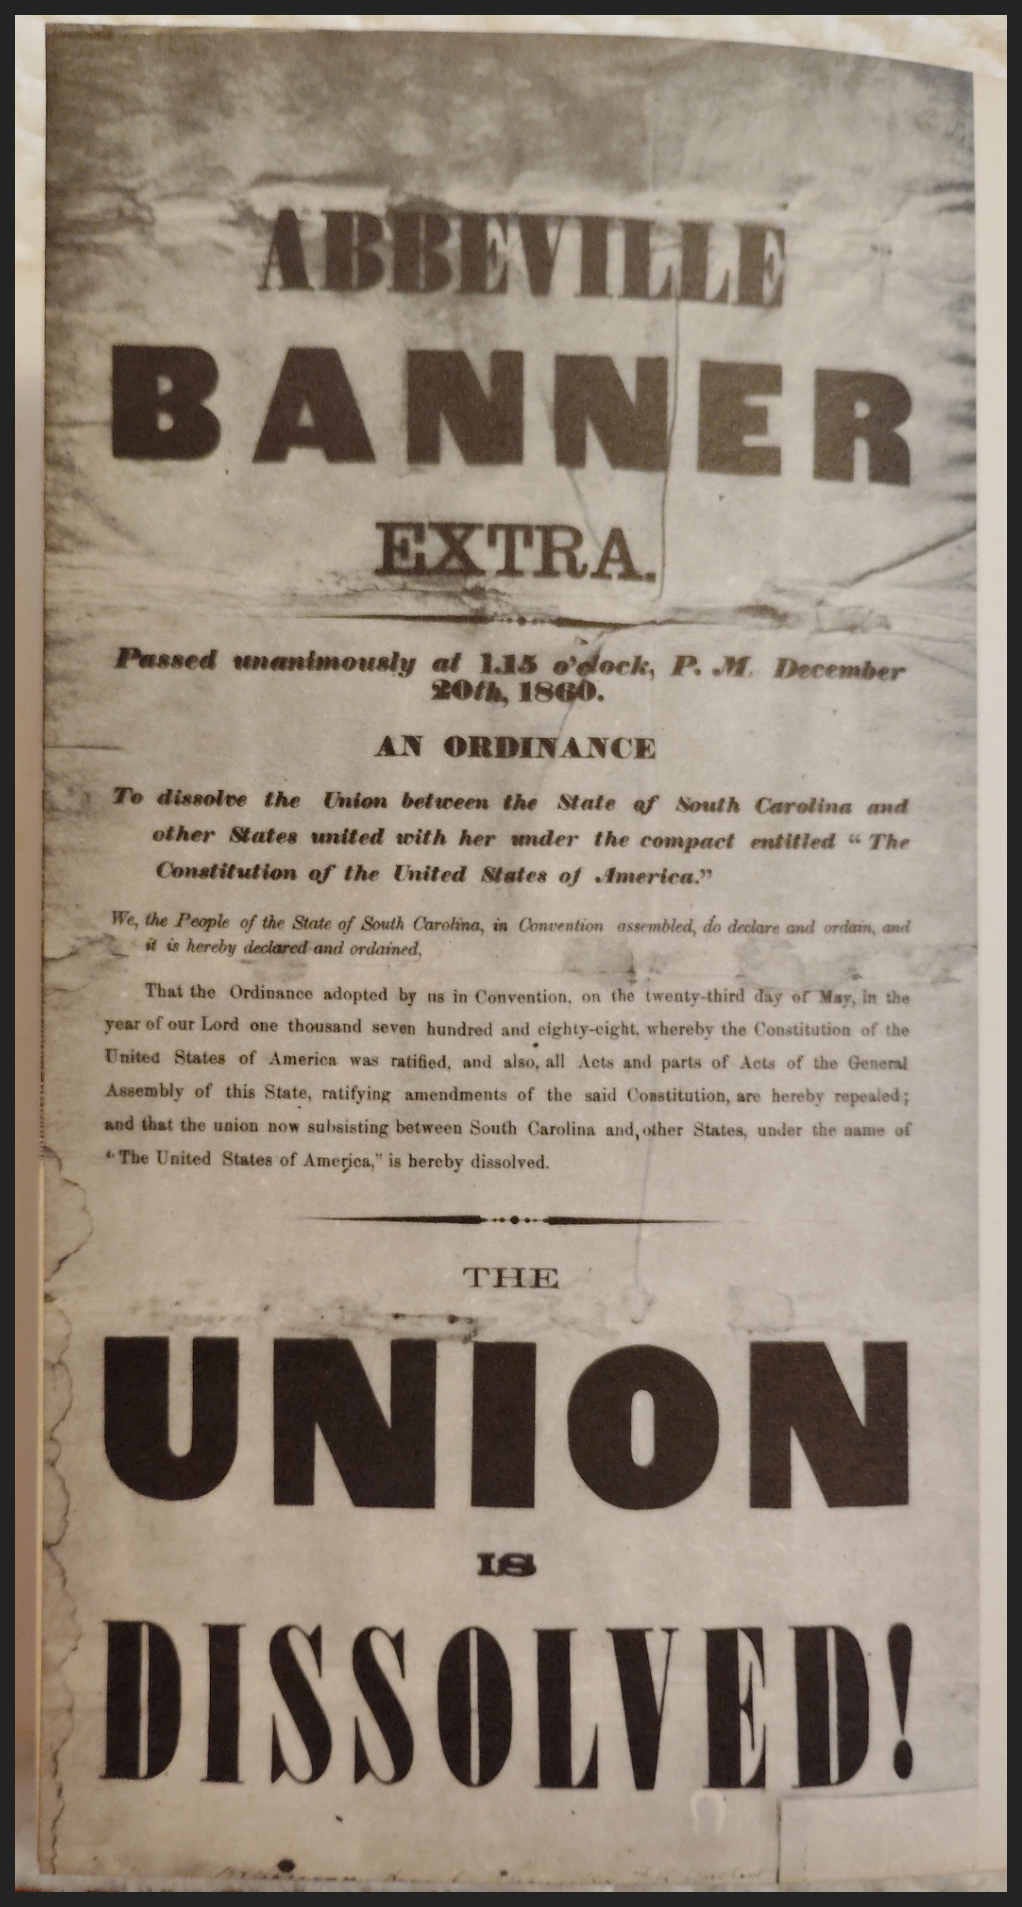 ABBEVILLE
BANNER
EXTRA.
Passed unanimously at 1.15 o'clock, P. M. December
20th, 1860.
AN ORDINANCE
To dissolve the Union between the State of South Carolina and
other States united with her under the compact entitled “ The
Constitution of the United States of America.”
We, the People of the State of South Carolina, in Convention assembled, do declare and ordain, and
it is hereby declared and ordained,
That the Ordinance adopted by us in Convention, on the twenty-third day of May, in the
year of our Lord one thousand seven hundred and eighty-eight, whereby the Constitution of the
United States of America was ratified, and also, all Acts and parts of Acts of the General
Assembly of this State, ratifying amendments of the said Constitution, are hereby repealed;
and that the union now subsisting between South Carolina and other States, under the name of
“The United States of America,” is hereby dissolved.
THE
UNION
IS
DISSOLVED!